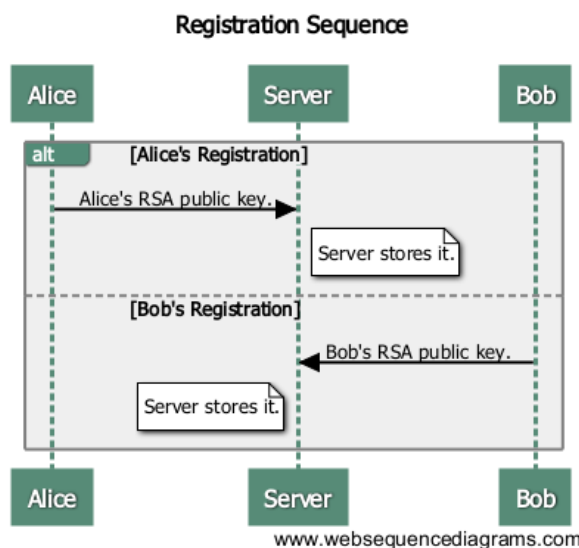 Registration Sequence
Alice
Server
Bob
alt
[Alice's Registration]
Alice's RSA public key.
Server stores it.
[Bob's Registration]
Bob's RSA public key.
Server stores it.
Alice
Server
Bob
www.websequencediagrams.com